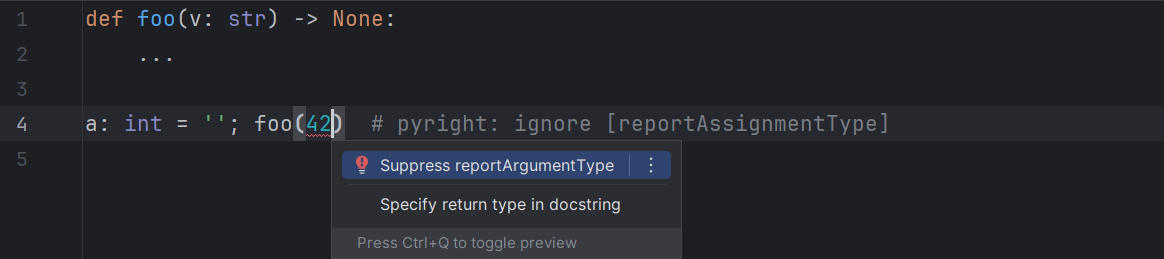 1 def foo(v: str) -> None:
2     ...
3
4 a: int = ''; foo(42)  # pyright: ignore [reportAssignmentType]
5
Suppress reportArgumentType
Specify return type in docstring
Press Ctrl+Q to toggle preview